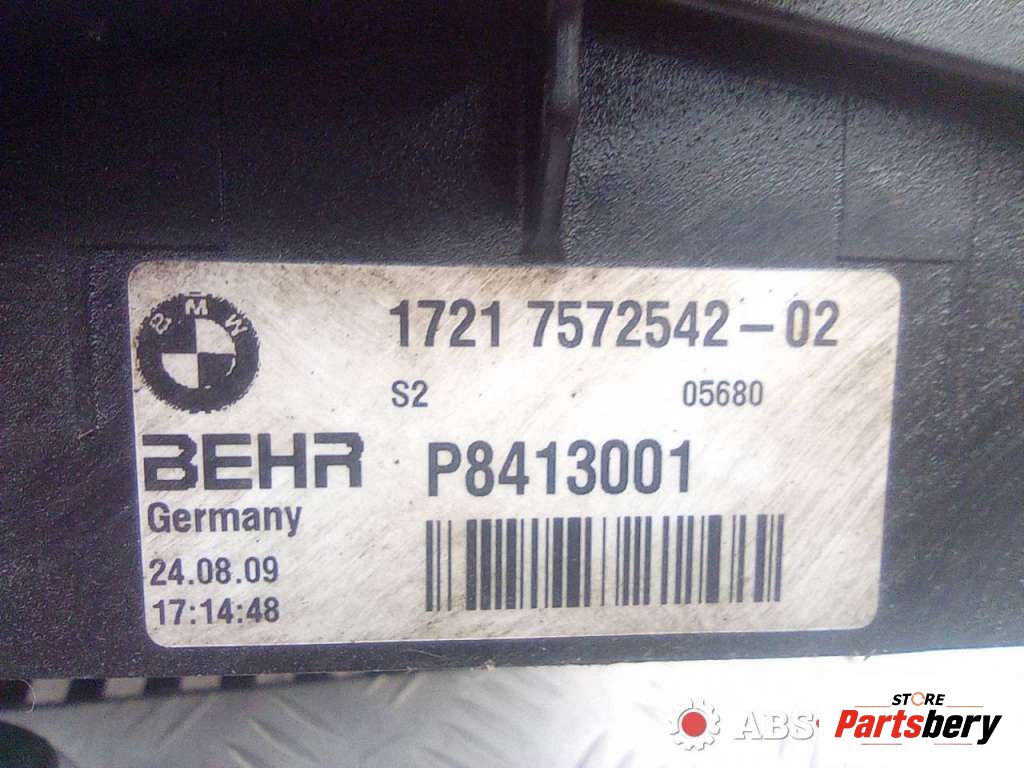 BMW
1721 7572542-02
S2 05680
BEHR P8413001
Germany
24.08.09
17:14:48
ABS
STORE
Partsbery